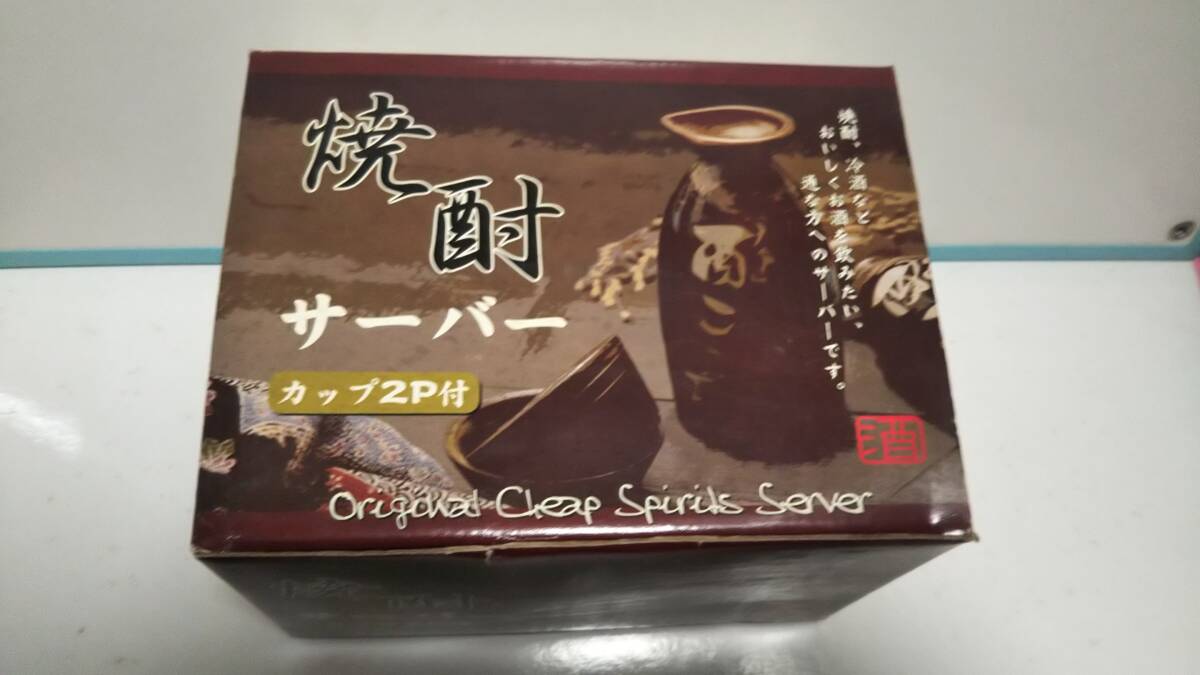 焼酎
サーバー
カップ2P付
焼酎、冷酒など
おいしくお酒を飲みたい、
通な方へのサーバーです。
酒
Original Cheap Spirits Server